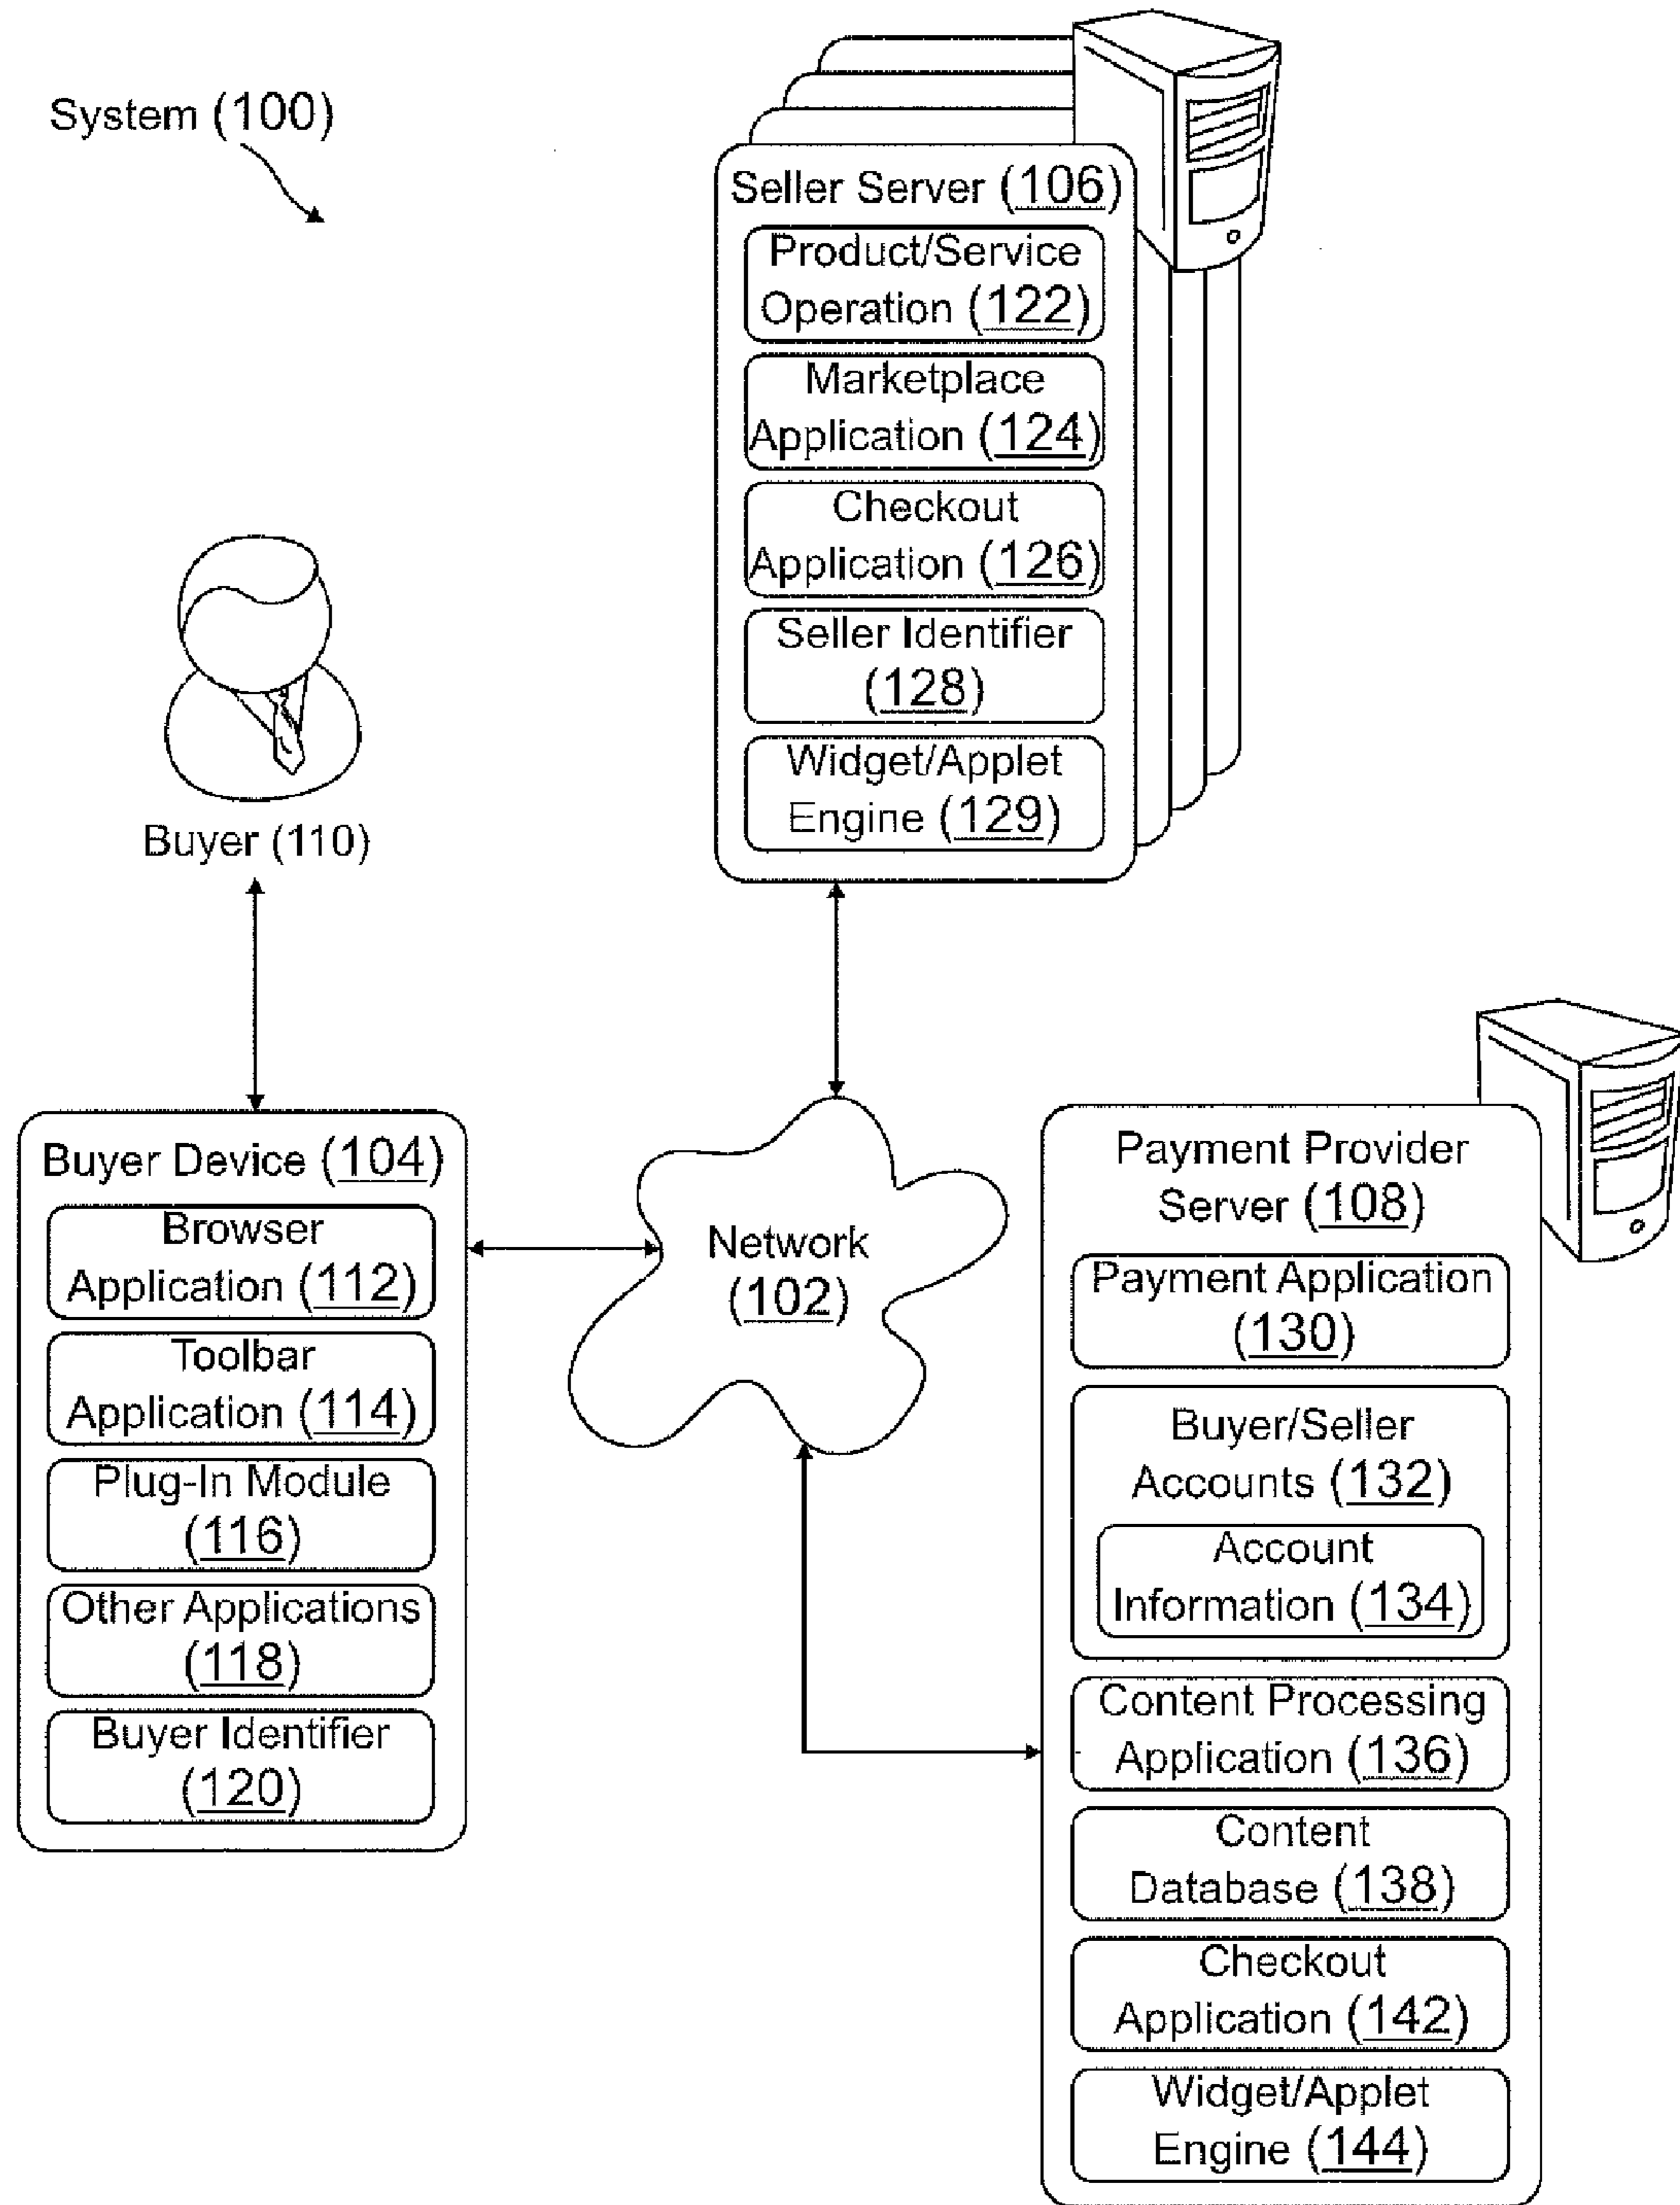 System (100)
Seller Server (106)
Product/Service
Operation (122)
Marketplace
Application (124)
Checkout
Application (126)
Seller Identifier
(128)
Widget/Applet
Engine (129)
Buyer (110)
Buyer Device (104)
Browser
Application (112)
Toolbar
Application (114)
Plug-In Module
(116)
Other Applications
(118)
Buyer Identifier
(120)
Network
(102)
Payment Provider
Server (108)
Payment Application
(130)
Buyer/Seller
Accounts (132)
Account
Information (134)
Content Processing
Application (136)
Content
Database (138)
Checkout
Application (142)
Widget/Applet
Engine (144)